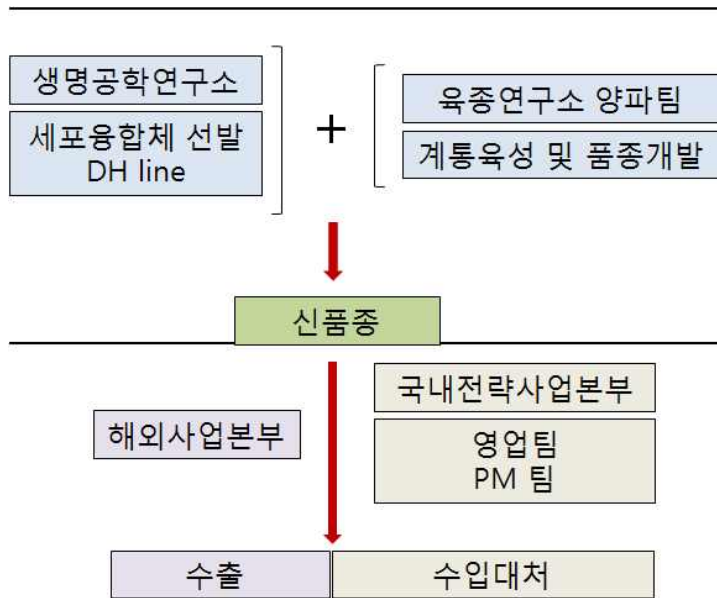 생명공학연구소
세포융합체 선발
DH line
+
육종연구소 양파팀
계통육성 및 품종개발
신품종
해외사업본부
국내전략사업본부
영업팀
PM 팀
수출
수입대처